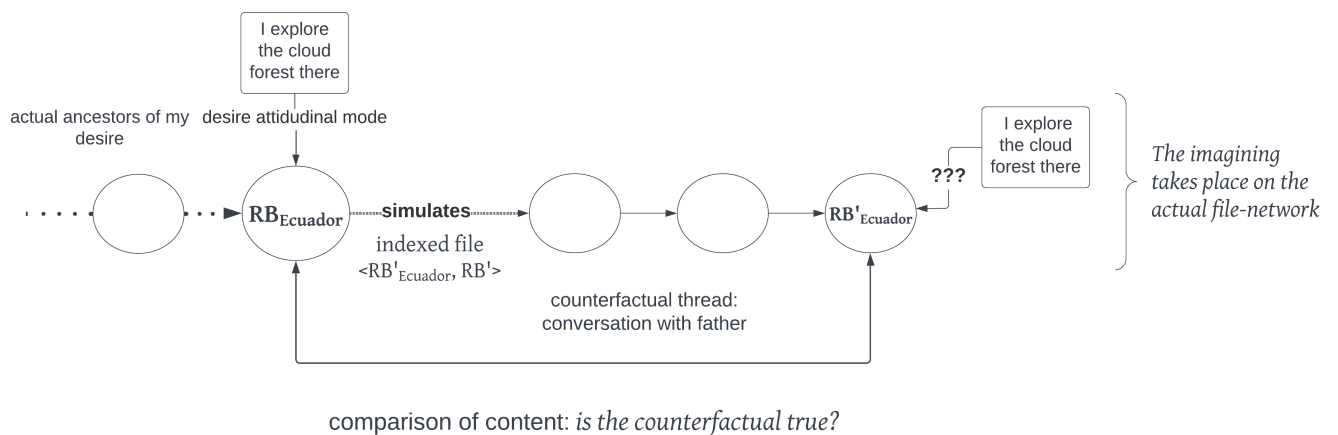 I explore
the cloud
forest there
actual ancestors of my
desire
desire attidudinal mode
RBEcuador
simulates
indexed file
<RB'Ecuador, RB'>
counterfactual thread:
conversation with father
RB'Ecuador
???
I explore
the cloud
forest there
The imagining
takes place on the
actual file-network
comparison of content: is the counterfactual true?